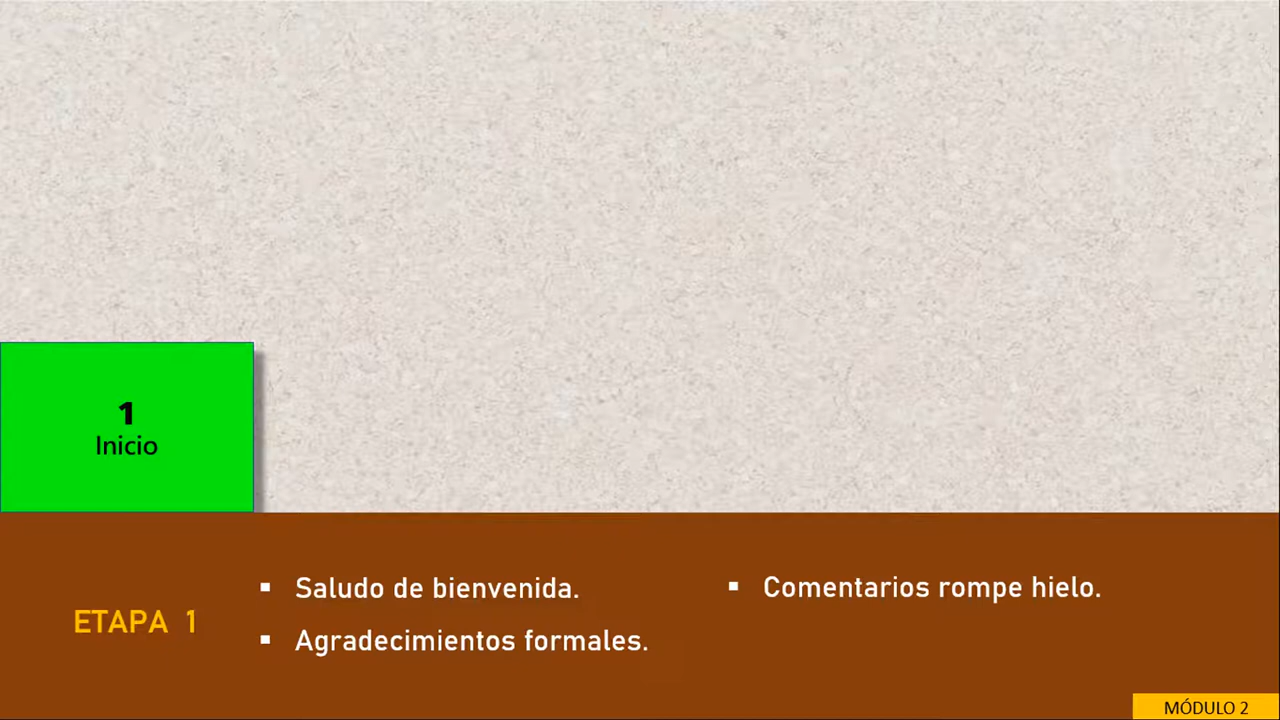 1
Inicio
ETAPA 1
▪ Saludo de bienvenida.
▪ Agradecimientos formales.
▪ Comentarios rompe hielo.
MÓDULO 2